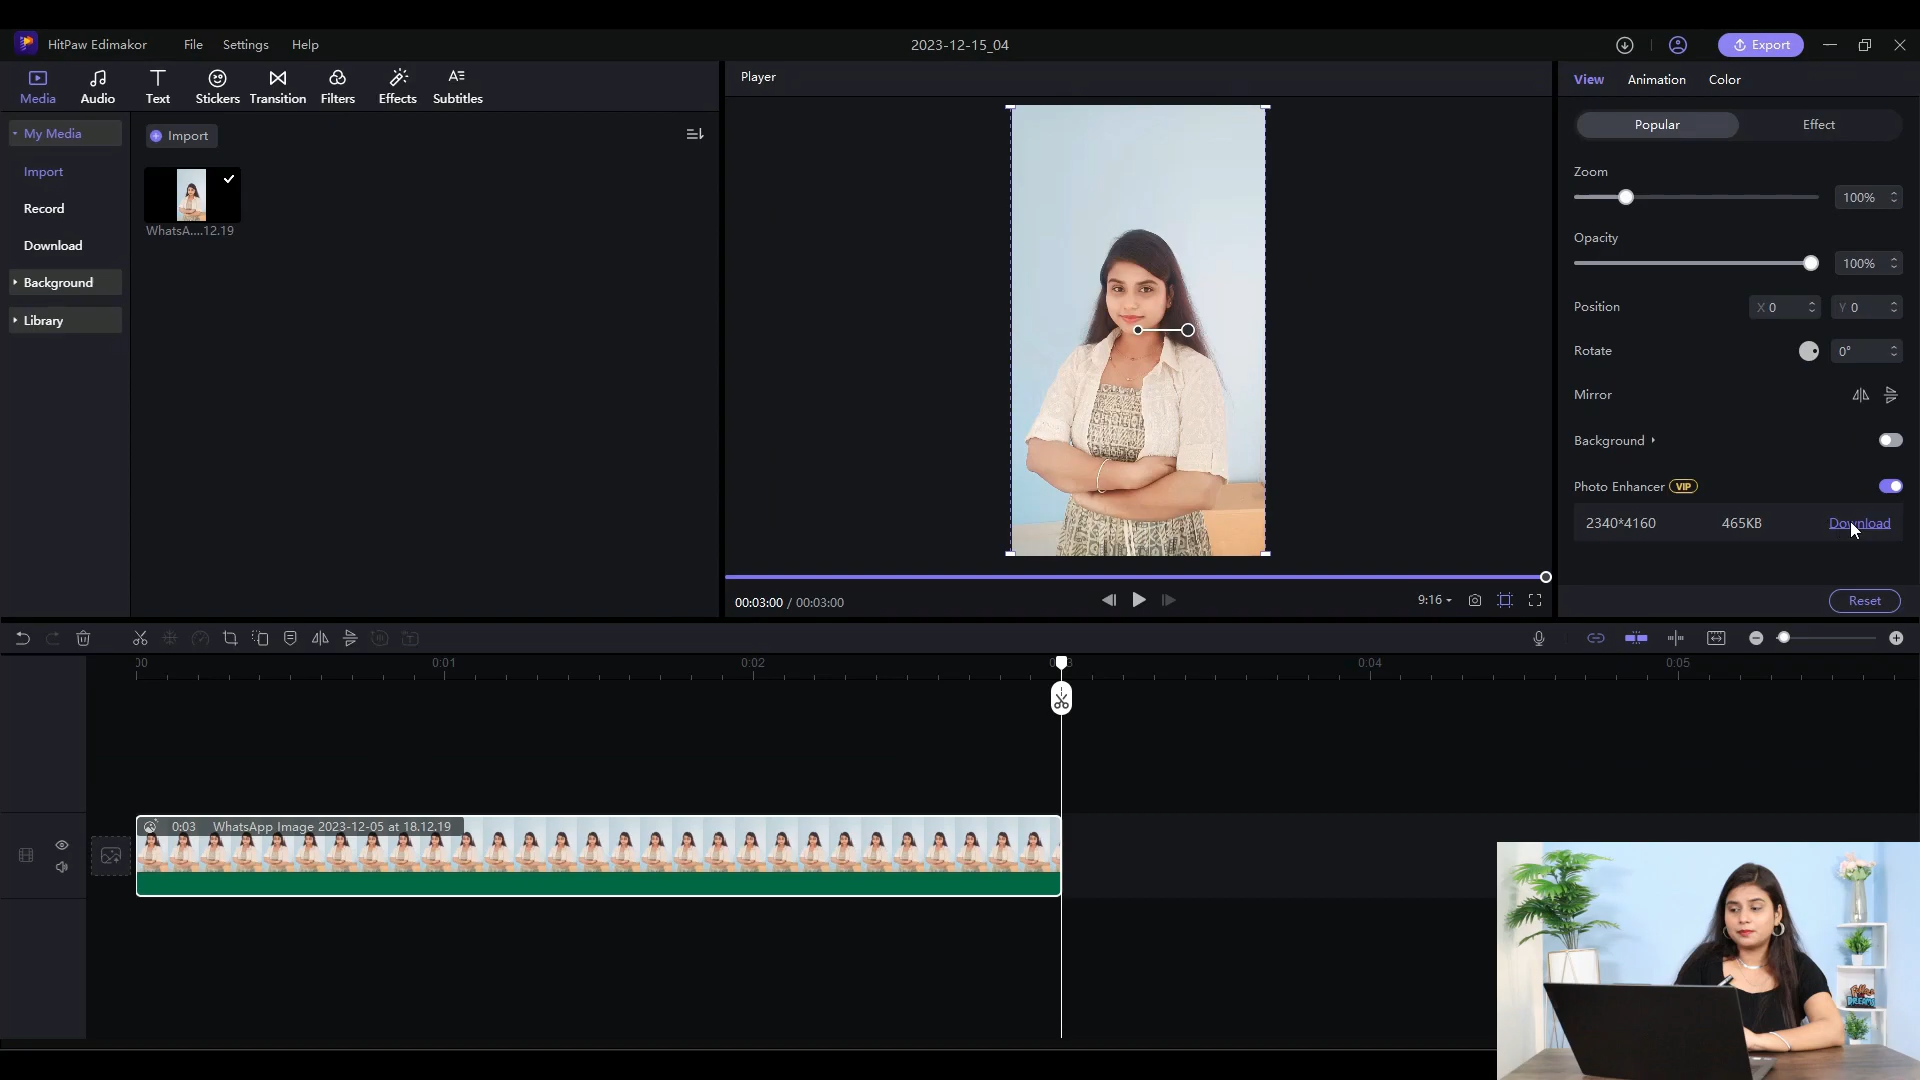 HitPaw Edimakor
File
Settings
Help
2023-12-15_04
Export
Media
Audio
Text
Stickers
Transition
Filters
Effects
Subtitles
Player
View
Animation
Color
My Media
Import
Record
Download
Background
Library
Import
WhatsA....12.19
Popular
Effect
Zoom
100%
Opacity
100%
Position
X 0
Y 0
Rotate
0°
Mirror
Background
Photo Enhancer VIP
2340*4160
465KB
Download
Reset
00:03:00 / 00:03:00
9:16
00
0:01
0:02
0:04
0:05
0:03 WhatsApp Image 2023-12-05 at 18.12.19
DREAMS